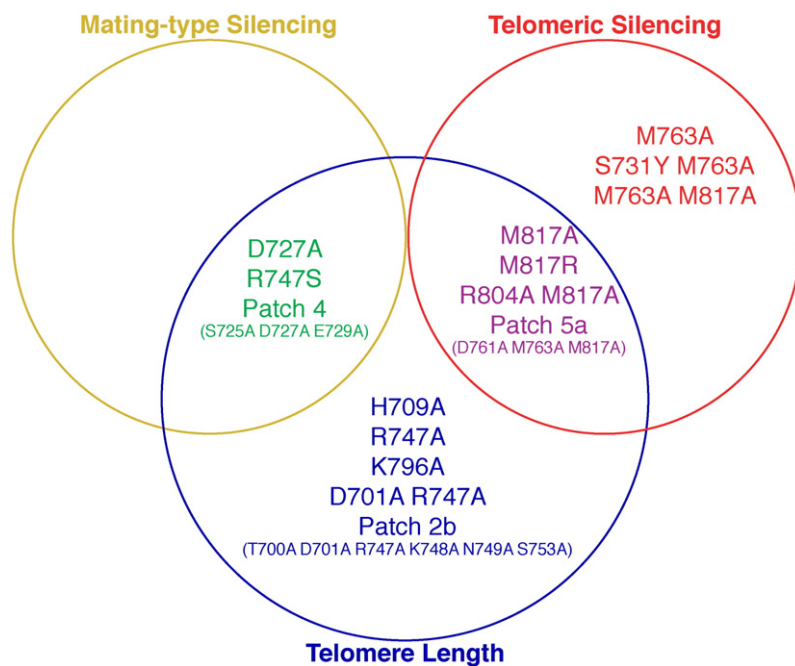 Mating-type Silencing
Telomeric Silencing
M763A
S731Y M763A
M763A M817A
D727A
R747S
Patch 4
(S725A D727A E729A)
M817A
M817R
R804A M817A
Patch 5a
(D761A M763A M817A)
H709A
R747A
K796A
D701A R747A
Patch 2b
(T700A D701A R747A K748A N749A S753A)
Telomere Length